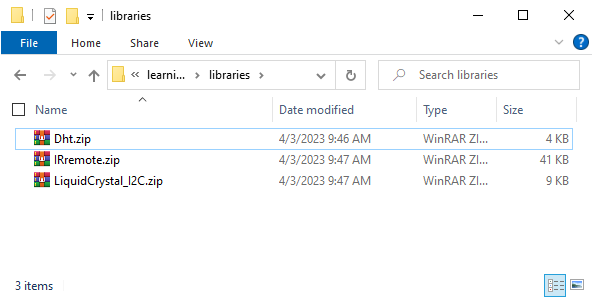 libraries
File Home Share View
« learni... > libraries > Search libraries
Name Date modified Type Size
Dht.zip 4/3/2023 9:46 AM WinRAR ZI... 4 KB
IRremote.zip 4/3/2023 9:47 AM WinRAR ZI... 41 KB
LiquidCrystal_I2C.zip 4/3/2023 9:47 AM WinRAR ZI... 9 KB
3 items